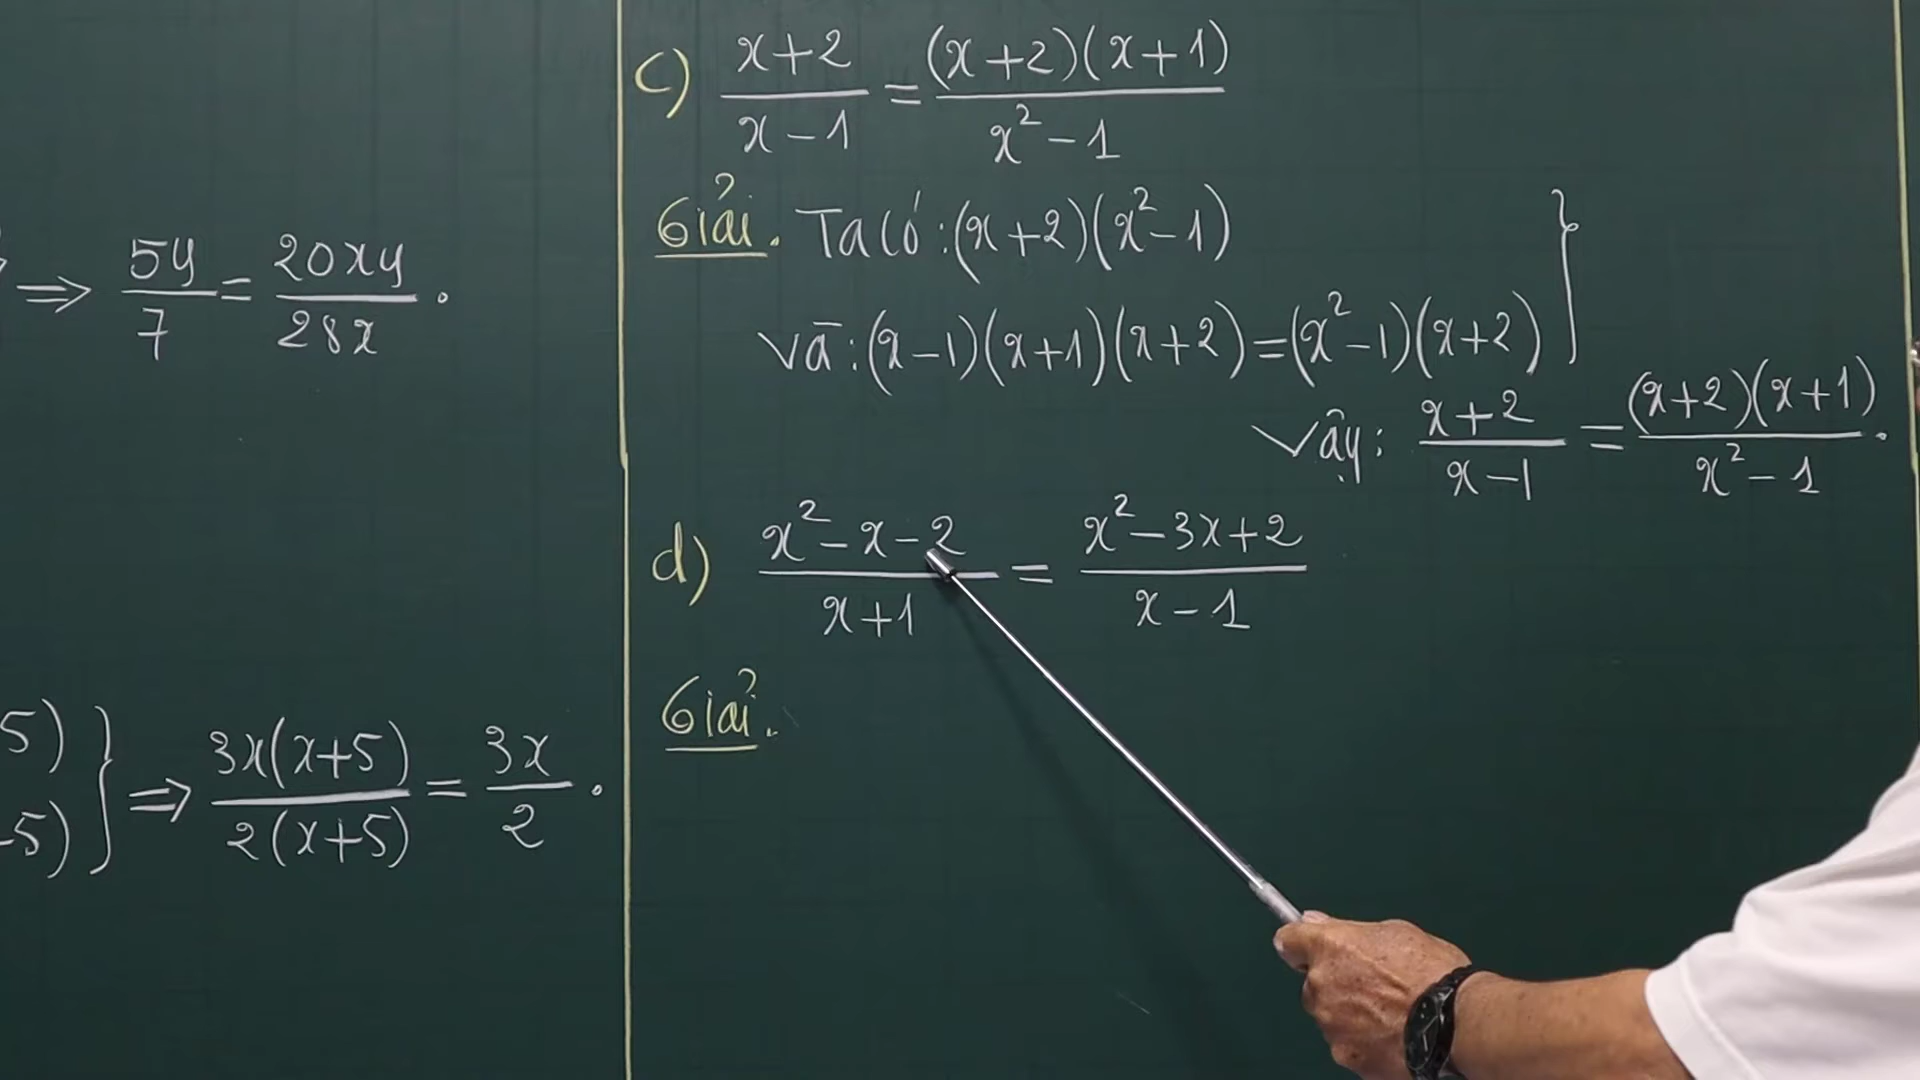 ⇒ 5y/7 = 20xy/28x .
5)
-5) } ⇒ 3x(x+5)/2(x+5) = 3x/2 .
c) x+2/x-1 = (x+2)(x+1)/x²-1
Giải. Ta có: (x+2)(x²-1)
và: (x-1)(x+1)(x+2)=(x²-1)(x+2) }
Vậy: x+2/x-1 = (x+2)(x+1)/x²-1 .
d) x²-x-2/x+1 = x²-3x+2/x-1
Giải.